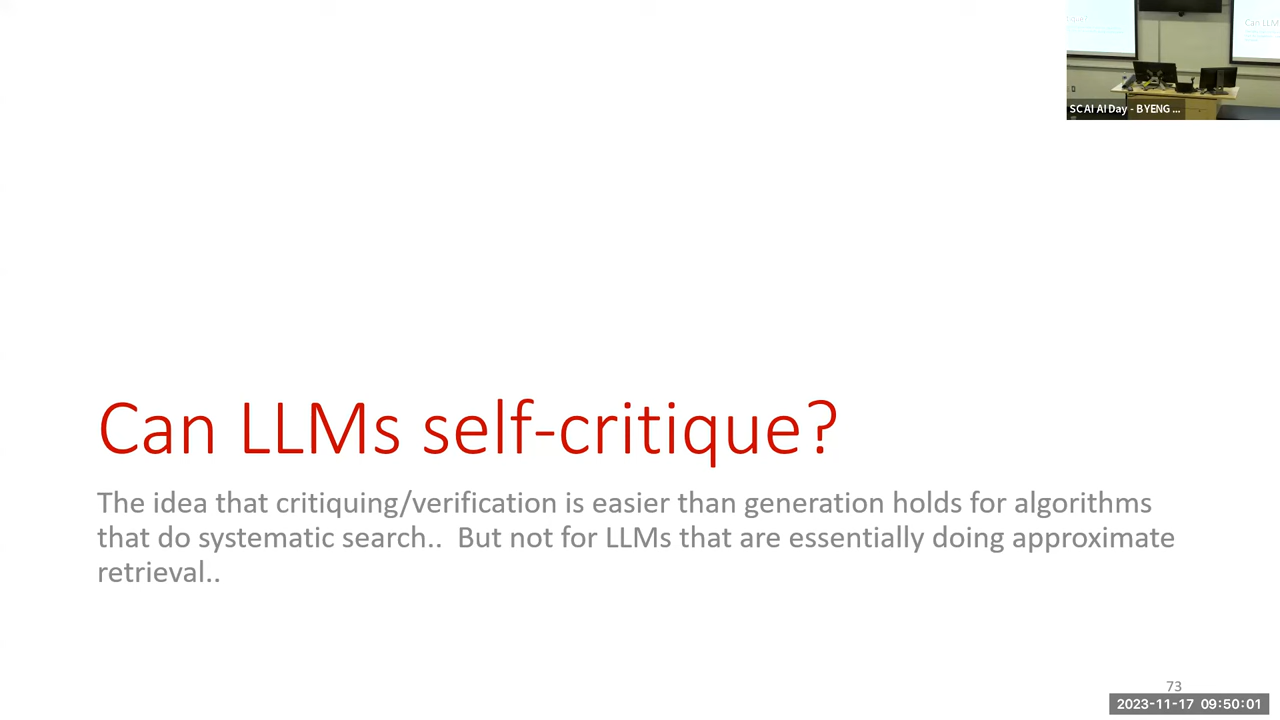 SCAI AI Day - BYENG ...
Can LLMs self-critique?
The idea that critiquing/verification is easier than generation holds for algorithms
that do systematic search..  But not for LLMs that are essentially doing approximate
retrieval..
73
2023-11-17 09:50:01